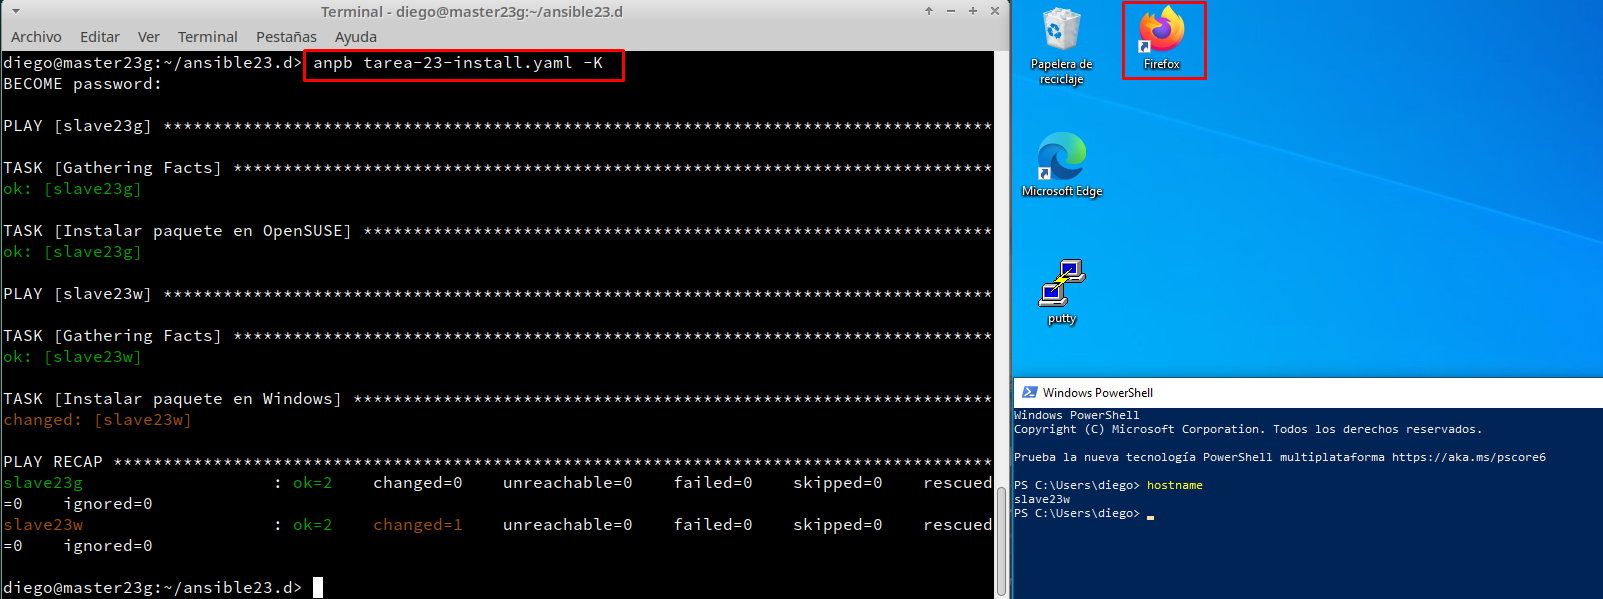 Terminal - diego@master23g:~/ansible23.d
Archivo Editar Ver Terminal Pestañas Ayuda
diego@master23g:~/ansible23.d> anpb tarea-23-install.yaml -K
BECOME password:
PLAY [slave23g] ***********************************************************************************
TASK [Gathering Facts] ****************************************************************************
ok: [slave23g]
TASK [Instalar paquete en OpenSUSE] ***************************************************************
ok: [slave23g]
PLAY [slave23w] ***********************************************************************************
TASK [Gathering Facts] ****************************************************************************
ok: [slave23w]
TASK [Instalar paquete en Windows] ****************************************************************
changed: [slave23w]
PLAY RECAP ****************************************************************************************
slave23g : ok=2 changed=0 unreachable=0 failed=0 skipped=0 rescued
=0 ignored=0
slave23w : ok=2 changed=1 unreachable=0 failed=0 skipped=0 rescued
=0 ignored=0
diego@master23g:~/ansible23.d>
Papelera de
reciclaje
Firefox
Microsoft Edge
putty
Windows PowerShell
Windows PowerShell
Copyright (C) Microsoft Corporation. Todos los derechos reservados.
Prueba la nueva tecnología PowerShell multiplataforma https://aka.ms/pscore6
PS C:\Users\diego> hostname
slave23w
PS C:\Users\diego>